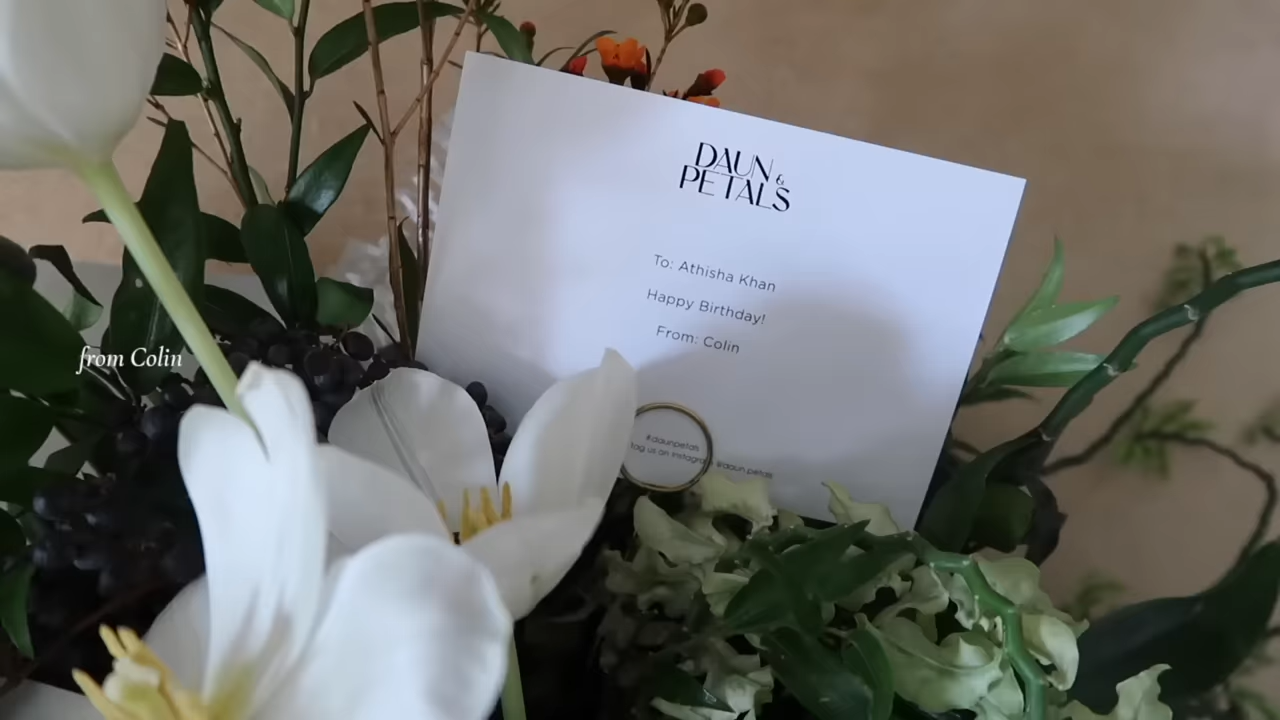 DAUN &
PETALS
To: Athisha Khan
Happy Birthday!
From: Colin
from Colin
#daunpetals
tag us on Instagram @daun.petals